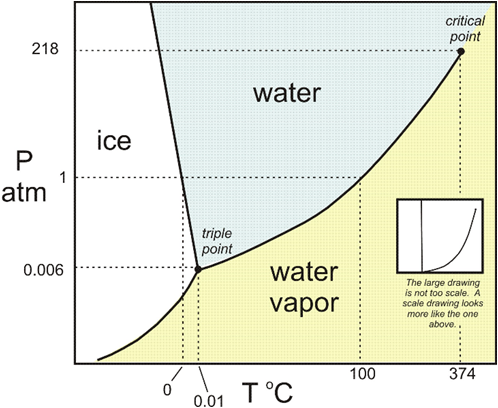 critical
point
218
water
ice
P
atm
1
triple
point
0.006
water
vapor
The large drawing
is not too scale. A
scale drawing looks
more like the one
above.
0
0.01
T °C
100
374